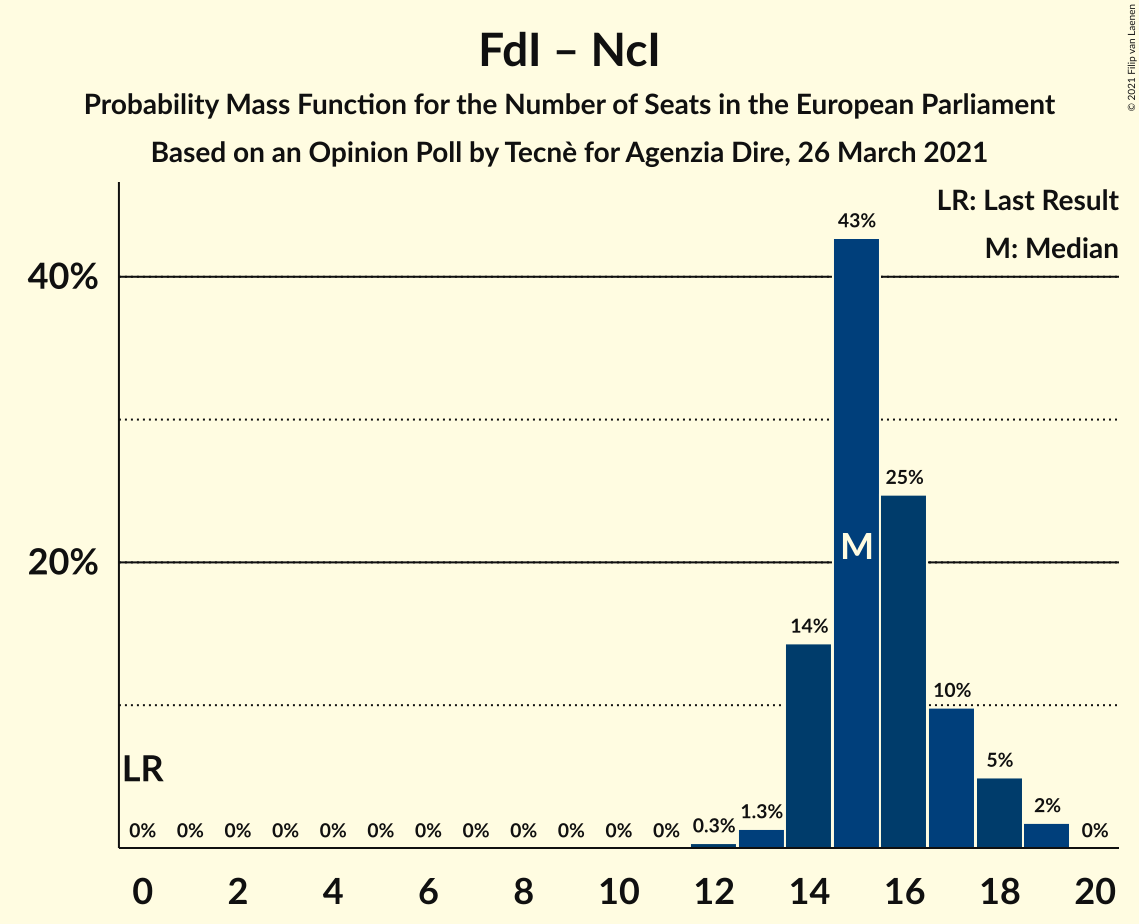 FdI – NcI
Probability Mass Function for the Number of Seats in the European Parliament
Based on an Opinion Poll by Tecnè for Agenzia Dire, 26 March 2021
© 2021 Filip van Laenen
LR: Last Result
M: Median
40%
20%
43%
25%
M
14%
10%
5%
LR
2%
0% 0% 0% 0% 0% 0% 0% 0% 0% 0% 0% 0% 0.3% 1.3% 0%
0 2 4 6 8 10 12 14 16 18 20